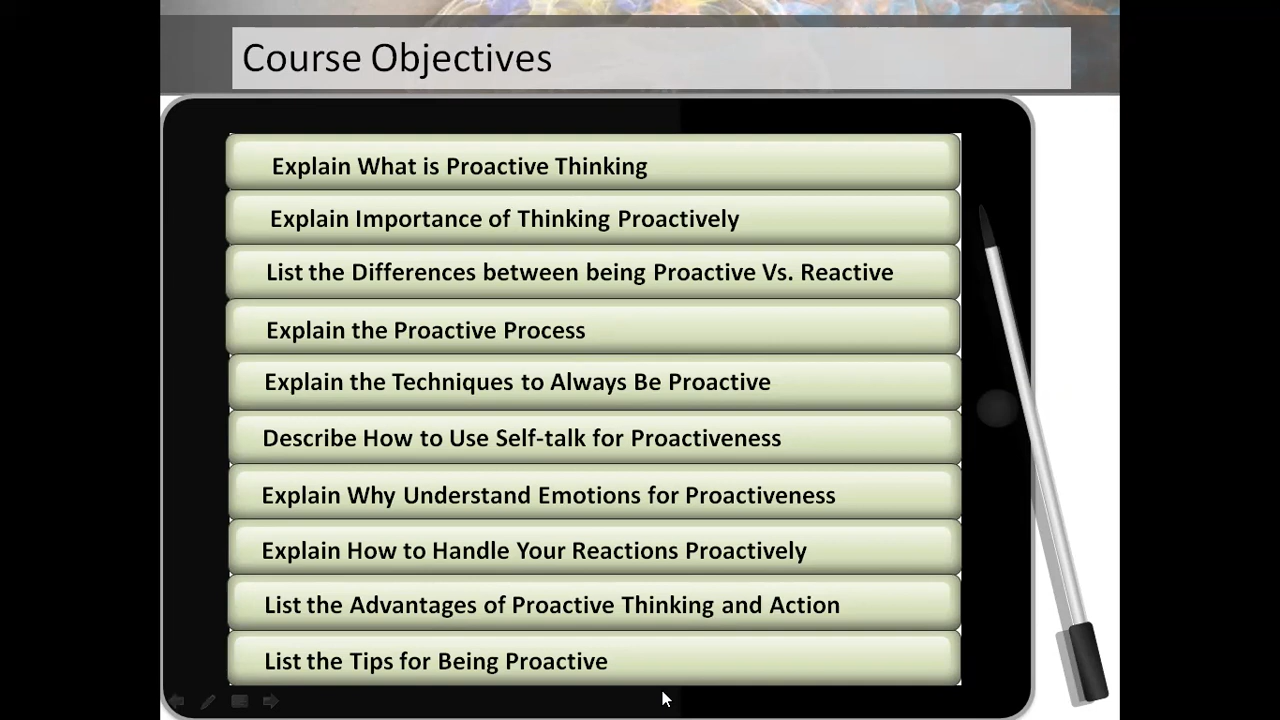 Course Objectives
Explain What is Proactive Thinking
Explain Importance of Thinking Proactively
List the Differences between being Proactive Vs. Reactive
Explain the Proactive Process
Explain the Techniques to Always Be Proactive
Describe How to Use Self-talk for Proactiveness
Explain Why Understand Emotions for Proactiveness
Explain How to Handle Your Reactions Proactively
List the Advantages of Proactive Thinking and Action
List the Tips for Being Proactive